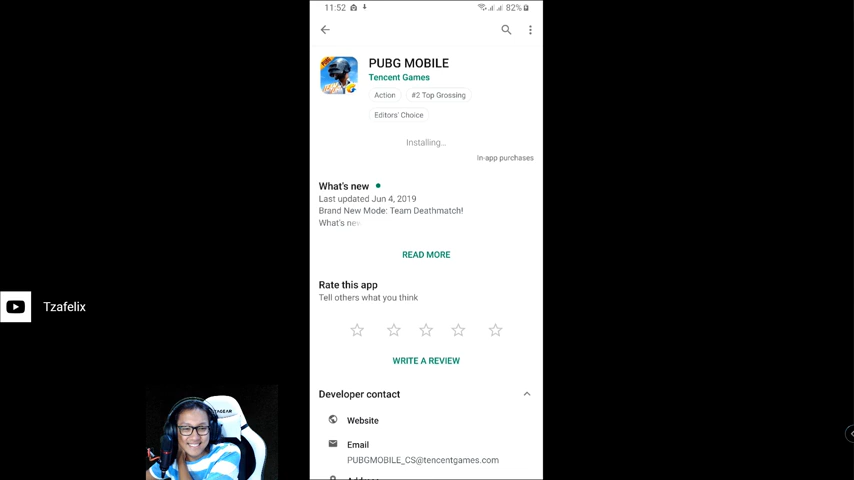 11:52
82%
PUBG MOBILE
Tencent Games
Action
#2 Top Grossing
Editors' Choice
Installing...
In-app purchases
What's new
Last updated Jun 4, 2019
Brand New Mode: Team Deathmatch!
What's new
READ MORE
Rate this app
Tell others what you think
WRITE A REVIEW
Developer contact
Website
Email
PUBGMOBILE_CS@tencentgames.com
Tzafelix